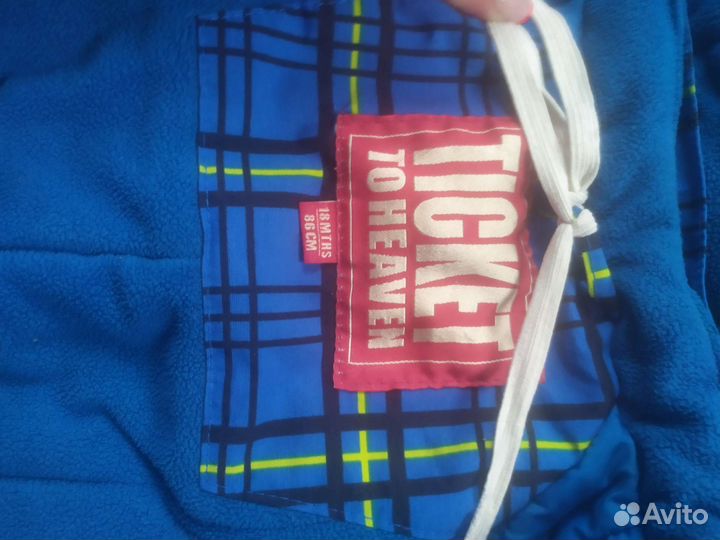 TICKET
TO HEAVEN
18 MTHS
86 CM
Avito